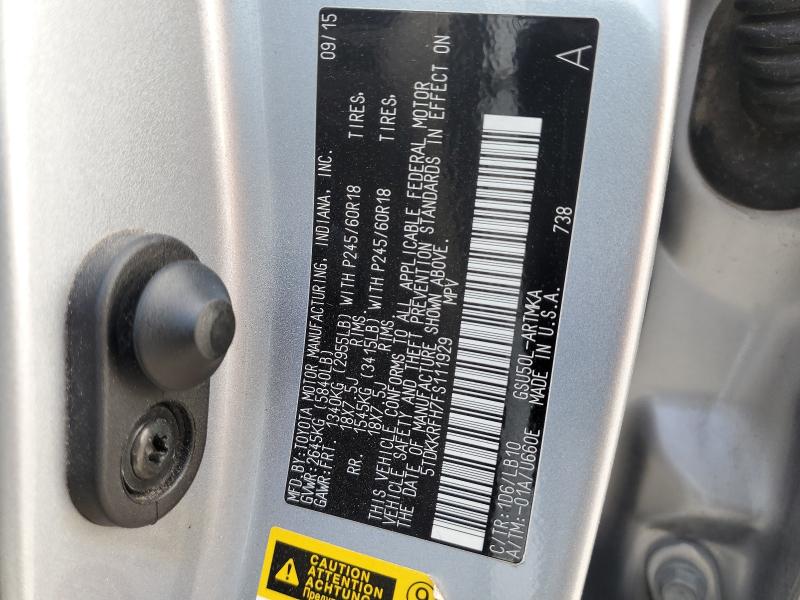 MFD.BY:TOYOTA MOTOR MANUFACTURING, INDIANA, INC. 09/15
GVWR:2645KG (5840LB)
GAWR:FRT 1340KG (2955LB) WITH P245/60R18 TIRES,
18X7.5J RIMS
RR. 1545KG (3415LB) WITH P245/60R18 TIRES,
18X7.5J RIMS
THIS VEHICLE CONFORMS TO ALL APPLICABLE FEDERAL MOTOR
VEHICLE SAFETY AND THEFT PREVENTION STANDARDS IN EFFECT ON
THE DATE OF MANUFACTURE SHOWN ABOVE.
5TDKKRFH7FS111929 MPV
C/TR:1D6/LB10 738 A
A/TM:-01A/U660E GSU50L-ARTMKA
MADE IN U.S.A.
CAUTION
ATTENTION
ACHTUNG